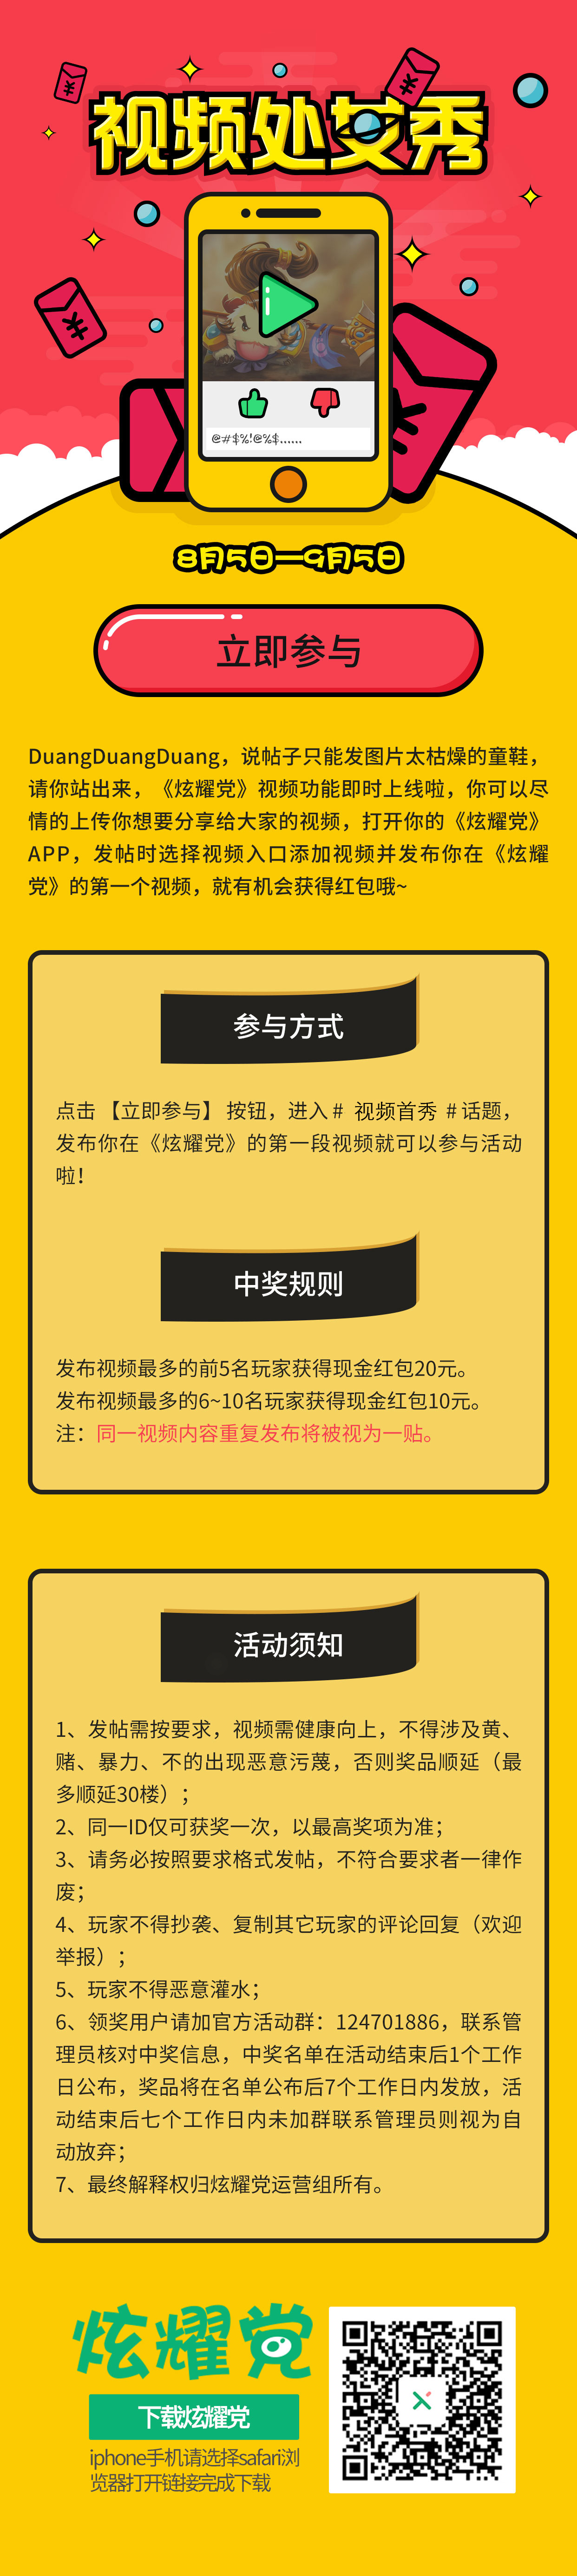 视频处女秀
¥
¥
¥
¥
@#$%!@%$......
8月5日—9月5日
立即参与
DuangDuangDuang，说帖子只能发图片太枯燥的童鞋，
请你站出来，《炫耀党》视频功能即时上线啦，你可以尽
情的上传你想要分享给大家的视频，打开你的《炫耀党》
APP，发帖时选择视频入口添加视频并发布你在《炫耀
党》的第一个视频，就有机会获得红包哦~
参与方式
点击 【立即参与】 按钮，进入 # 视频首秀 # 话题，
发布你在《炫耀党》的第一段视频就可以参与活动
啦！
中奖规则
发布视频最多的前5名玩家获得现金红包20元。
发布视频最多的6~10名玩家获得现金红包10元。
注：同一视频内容重复发布将被视为一贴。
活动须知
1、发帖需按要求，视频需健康向上，不得涉及黄、
赌、暴力、不的出现恶意污蔑，否则奖品顺延（最
多顺延30楼）；
2、同一ID仅可获奖一次，以最高奖项为准；
3、请务必按照要求格式发帖，不符合要求者一律作
废；
4、玩家不得抄袭、复制其它玩家的评论回复（欢迎
举报）；
5、玩家不得恶意灌水；
6、领奖用户请加官方活动群：124701886，联系管
理员核对中奖信息，中奖名单在活动结束后1个工作
日公布，奖品将在名单公布后7个工作日内发放，活
动结束后七个工作日内未加群联系管理员则视为自
动放弃；
7、最终解释权归炫耀党运营组所有。
炫耀党
下载炫耀党
iphone手机请选择safari浏
览器打开链接完成下载